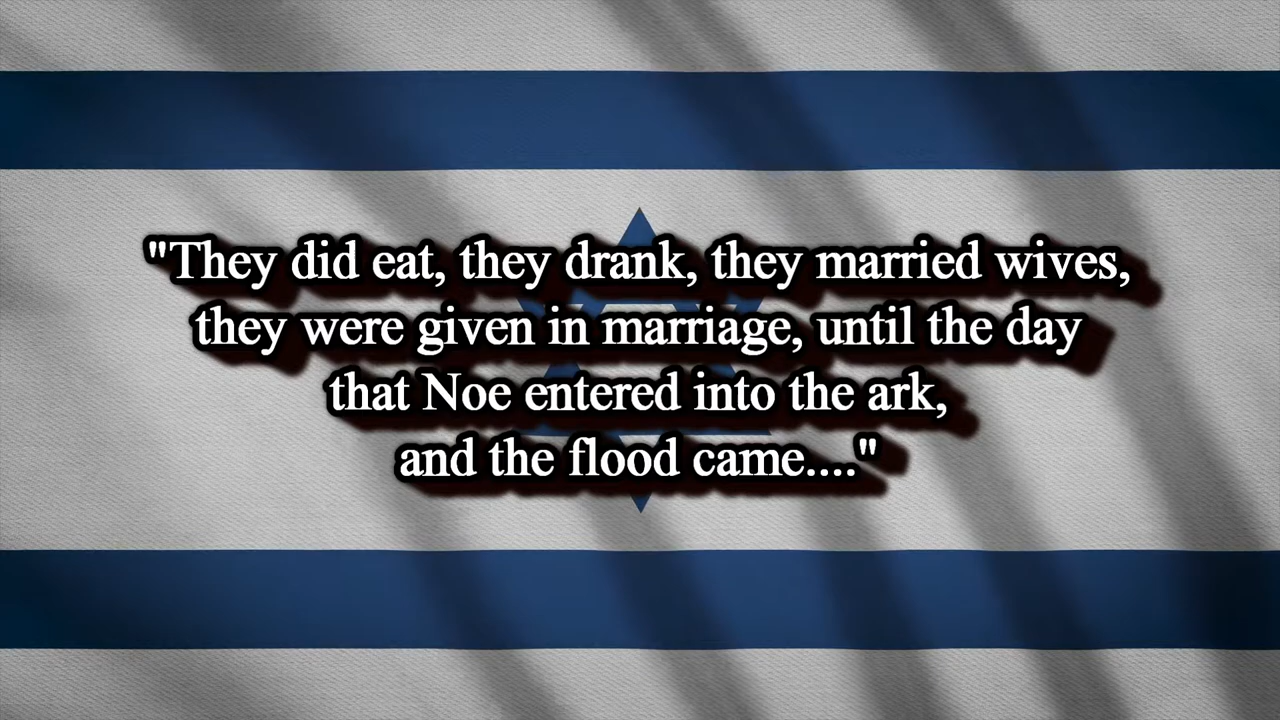 "They did eat, they drank, they married wives,
they were given in marriage, until the day
that Noe entered into the ark,
and the flood came...."